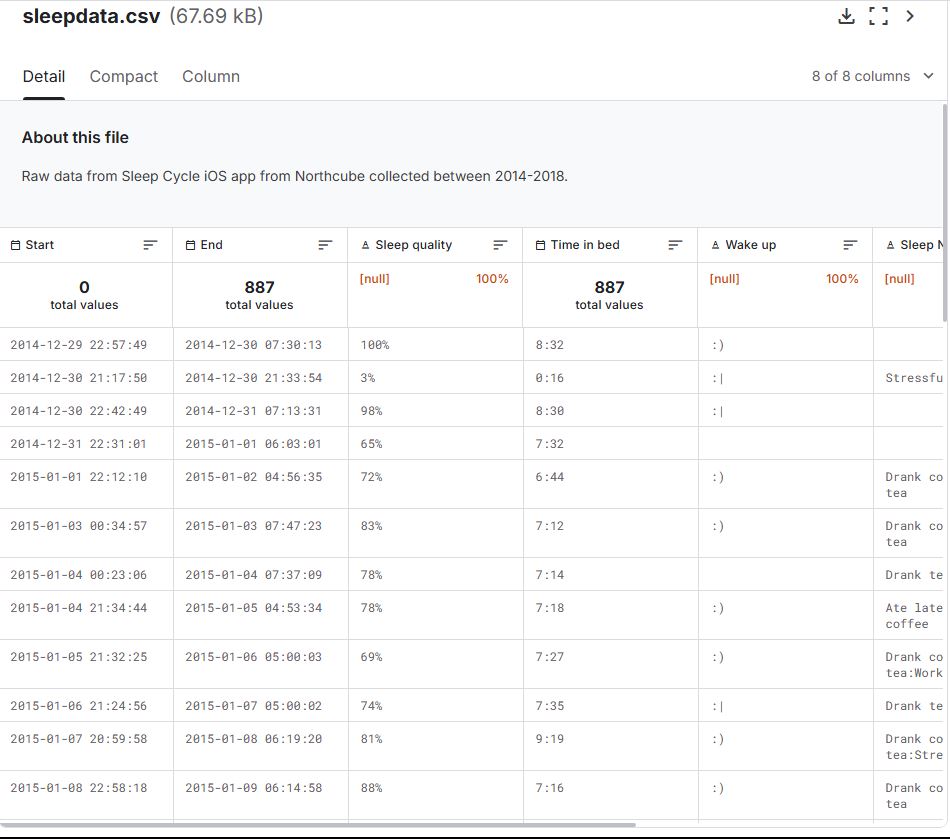 sleepdata.csv (67.69 kB)
Detail Compact Column 8 of 8 columns
About this file
Raw data from Sleep Cycle iOS app from Northcube collected between 2014-2018.
Start End Sleep quality Time in bed Wake up Sleep N
[null] 100% [null] 100% [null]
0 887 887
total values total values total values
2014-12-29 22:57:49 2014-12-30 07:30:13 100% 8:32 :)
2014-12-30 21:17:50 2014-12-30 21:33:54 3% 0:16 :| Stressfu
2014-12-30 22:42:49 2014-12-31 07:13:31 98% 8:30 :|
2014-12-31 22:31:01 2015-01-01 06:03:01 65% 7:32
2015-01-01 22:12:10 2015-01-02 04:56:35 72% 6:44 :) Drank co
tea
2015-01-03 00:34:57 2015-01-03 07:47:23 83% 7:12 :) Drank co
tea
2015-01-04 00:23:06 2015-01-04 07:37:09 78% 7:14 Drank te
2015-01-04 21:34:44 2015-01-05 04:53:34 78% 7:18 :) Ate late
coffee
2015-01-05 21:32:25 2015-01-06 05:00:03 69% 7:27 :) Drank co
tea:Work
2015-01-06 21:24:56 2015-01-07 05:00:02 74% 7:35 :| Drank te
2015-01-07 20:59:58 2015-01-08 06:19:20 81% 9:19 :) Drank co
tea:Stre
2015-01-08 22:58:18 2015-01-09 06:14:58 88% 7:16 :) Drank co
tea